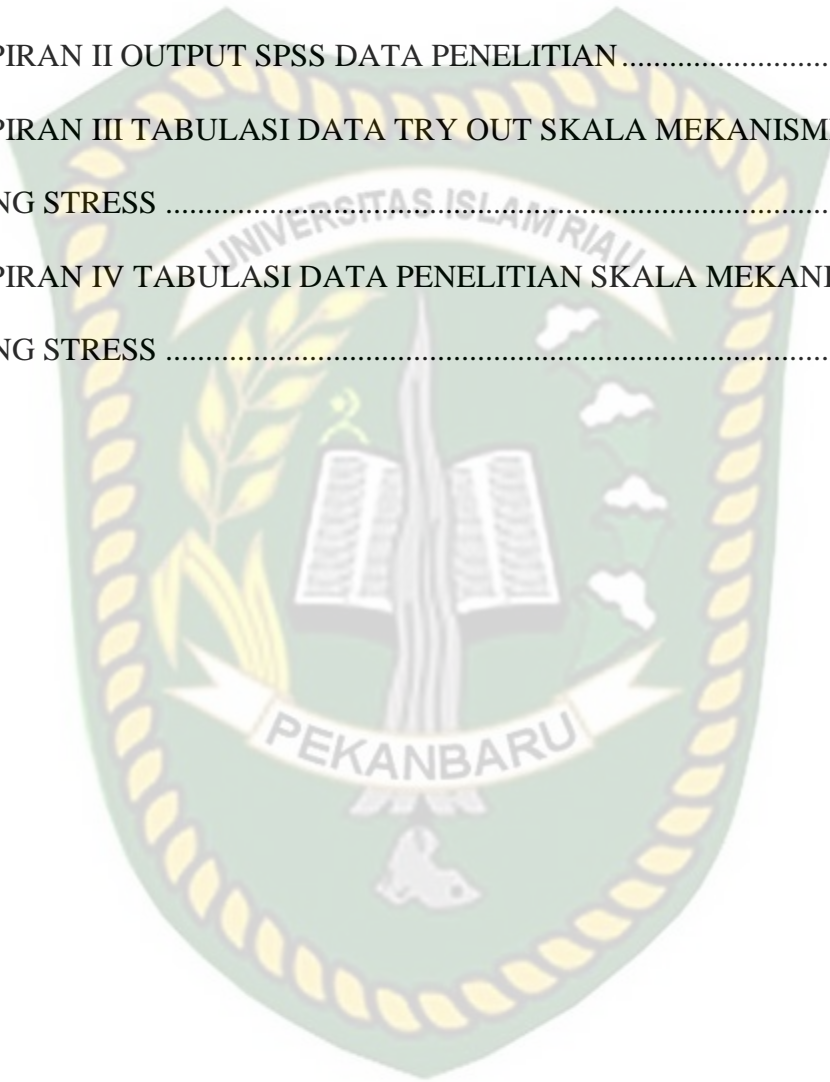 PIRAN II OUTPUT SPSS DATA PENELITIAN ........................
PIRAN III TABULASI DATA TRY OUT SKALA MEKANISM
NG STRESS ....................................................................................
PIRAN IV TABULASI DATA PENELITIAN SKALA MEKANI
NG STRESS ....................................................................................
UNIVERSITAS ISLAM RIAU
PEKANBARU